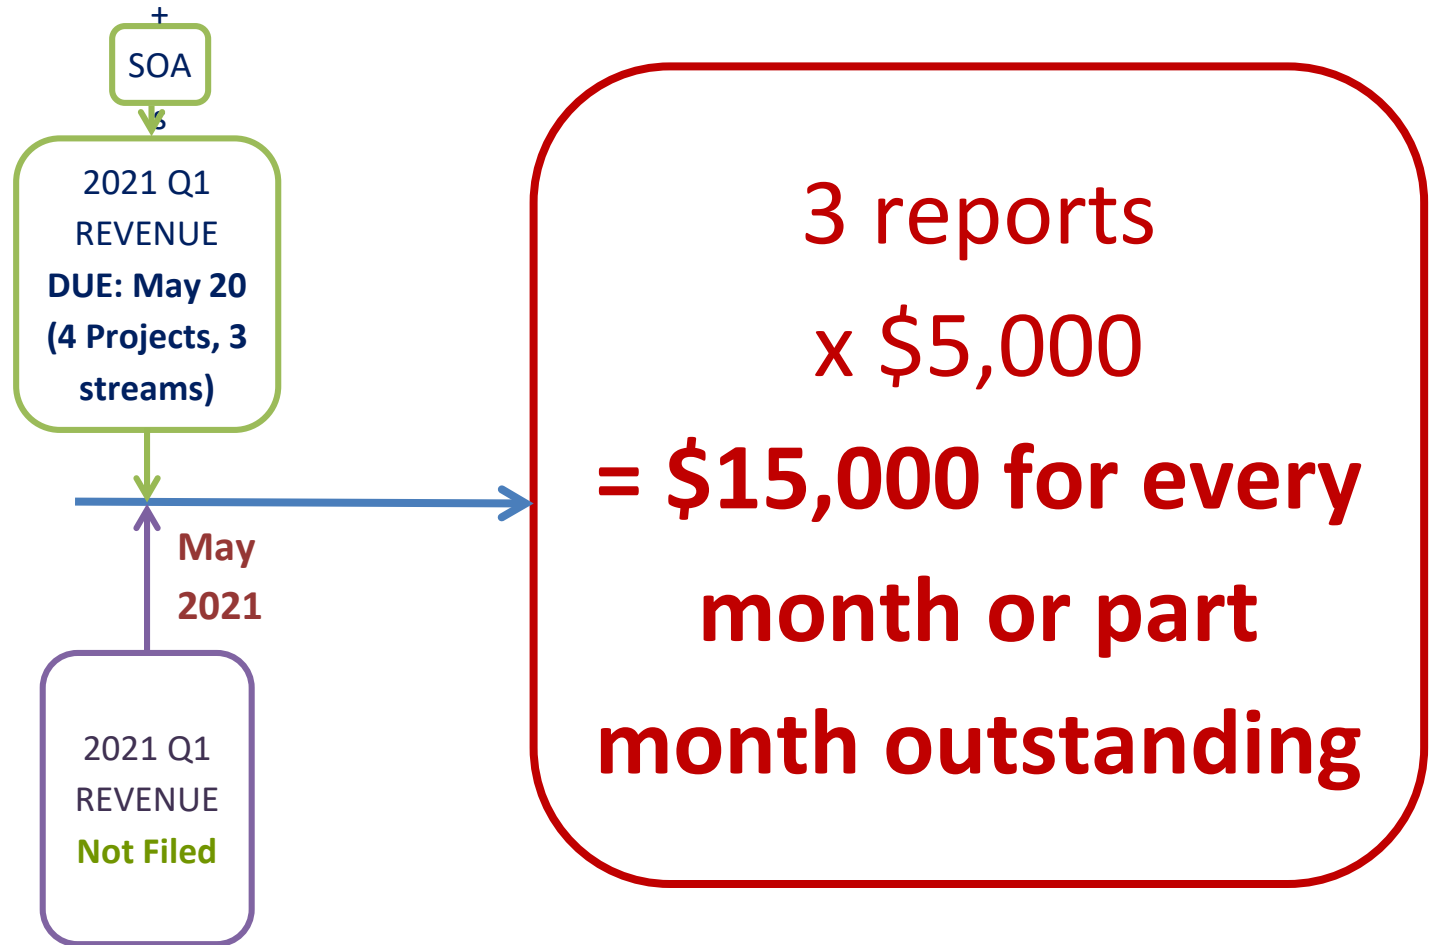 +
SOA
s
2021 Q1
REVENUE
DUE: May 20
(4 Projects, 3
streams)
May
2021
2021 Q1
REVENUE
Not Filed
3 reports
x $5,000
= $15,000 for every
month or part
month outstanding